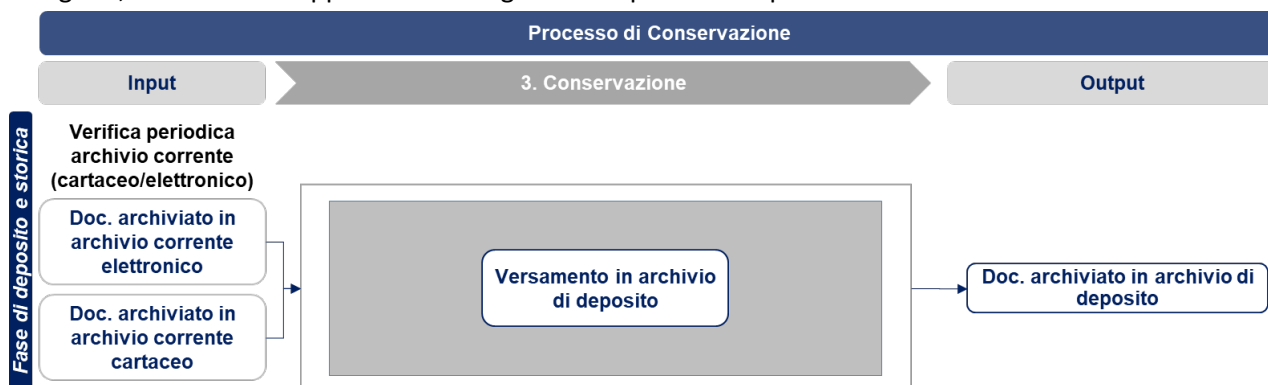 Processo di Conservazione
Input
3. Conservazione
Output
Fase di deposito e storica
Verifica periodica
archivio corrente
(cartaceo/elettronico)
Doc. archiviato in
archivio corrente
elettronico
Doc. archiviato in
archivio corrente
cartaceo
Versamento in archivio
di deposito
Doc. archiviato in archivio di
deposito